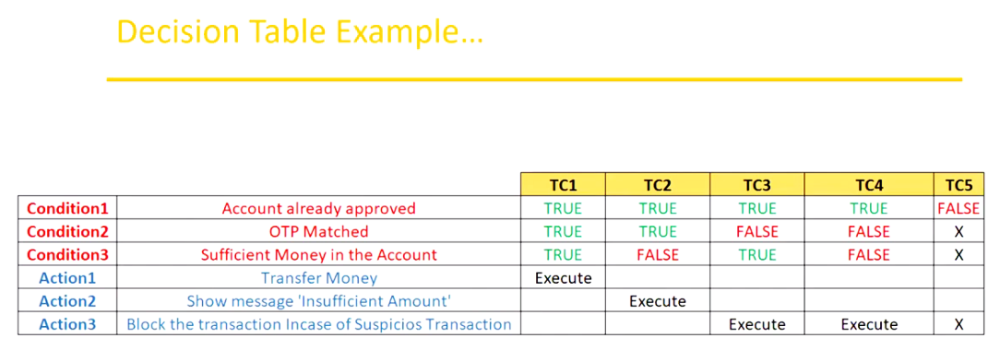 Decision Table Example...
TC1 TC2 TC3 TC4 TC5
Condition1 Account already approved TRUE TRUE TRUE TRUE FALSE
Condition2 OTP Matched TRUE TRUE FALSE FALSE X
Condition3 Sufficient Money in the Account TRUE FALSE TRUE FALSE X
Action1 Transfer Money Execute
Action2 Show message 'Insufficient Amount' Execute
Action3 Block the transaction Incase of Suspicios Transaction Execute Execute X